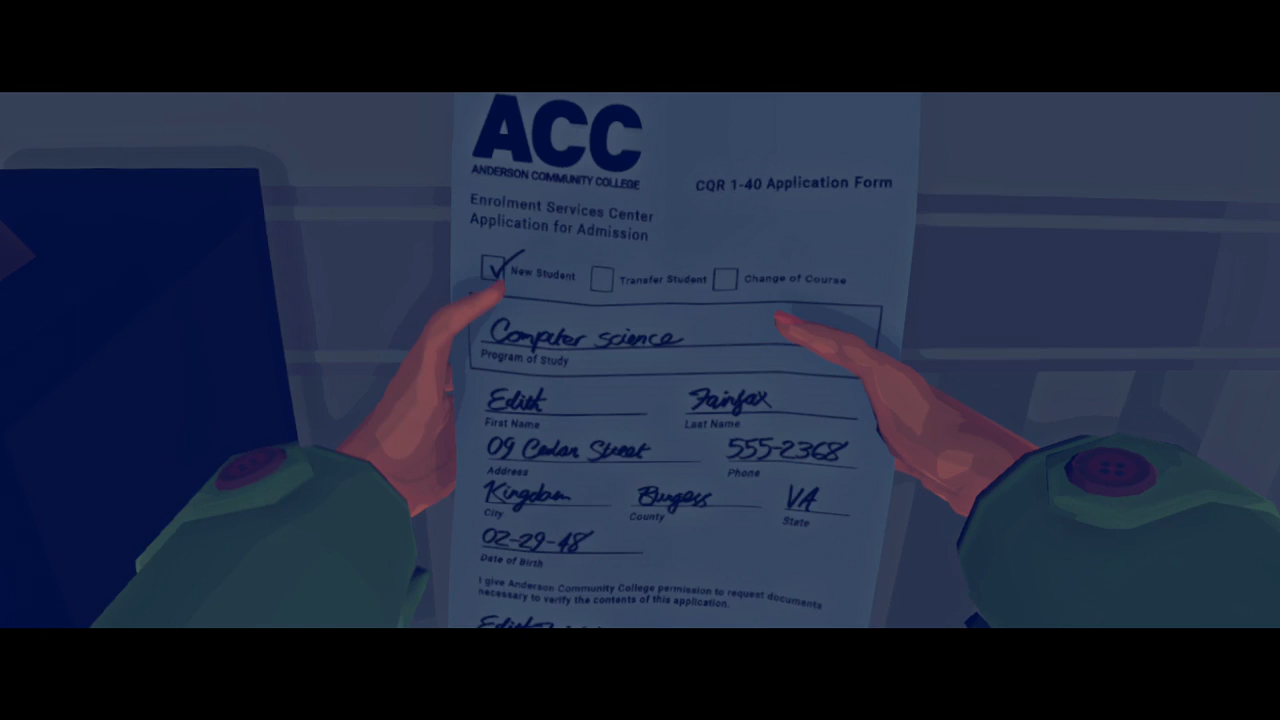 ACC
ANDERSON COMMUNITY COLLEGE
CQR 1-40 Application Form
Enrolment Services Center
Application for Admission
New Student Transfer Student Change of Course
Computer science
Program of Study
Edith Fairfax
First Name Last Name
09 Cedar Street 555-2368
Address Phone
Kingdom Burgess VA
City County State
02-29-48
Date of Birth
I give Anderson Community College permission to request documents
necessary to verify the contents of this application.
Edith